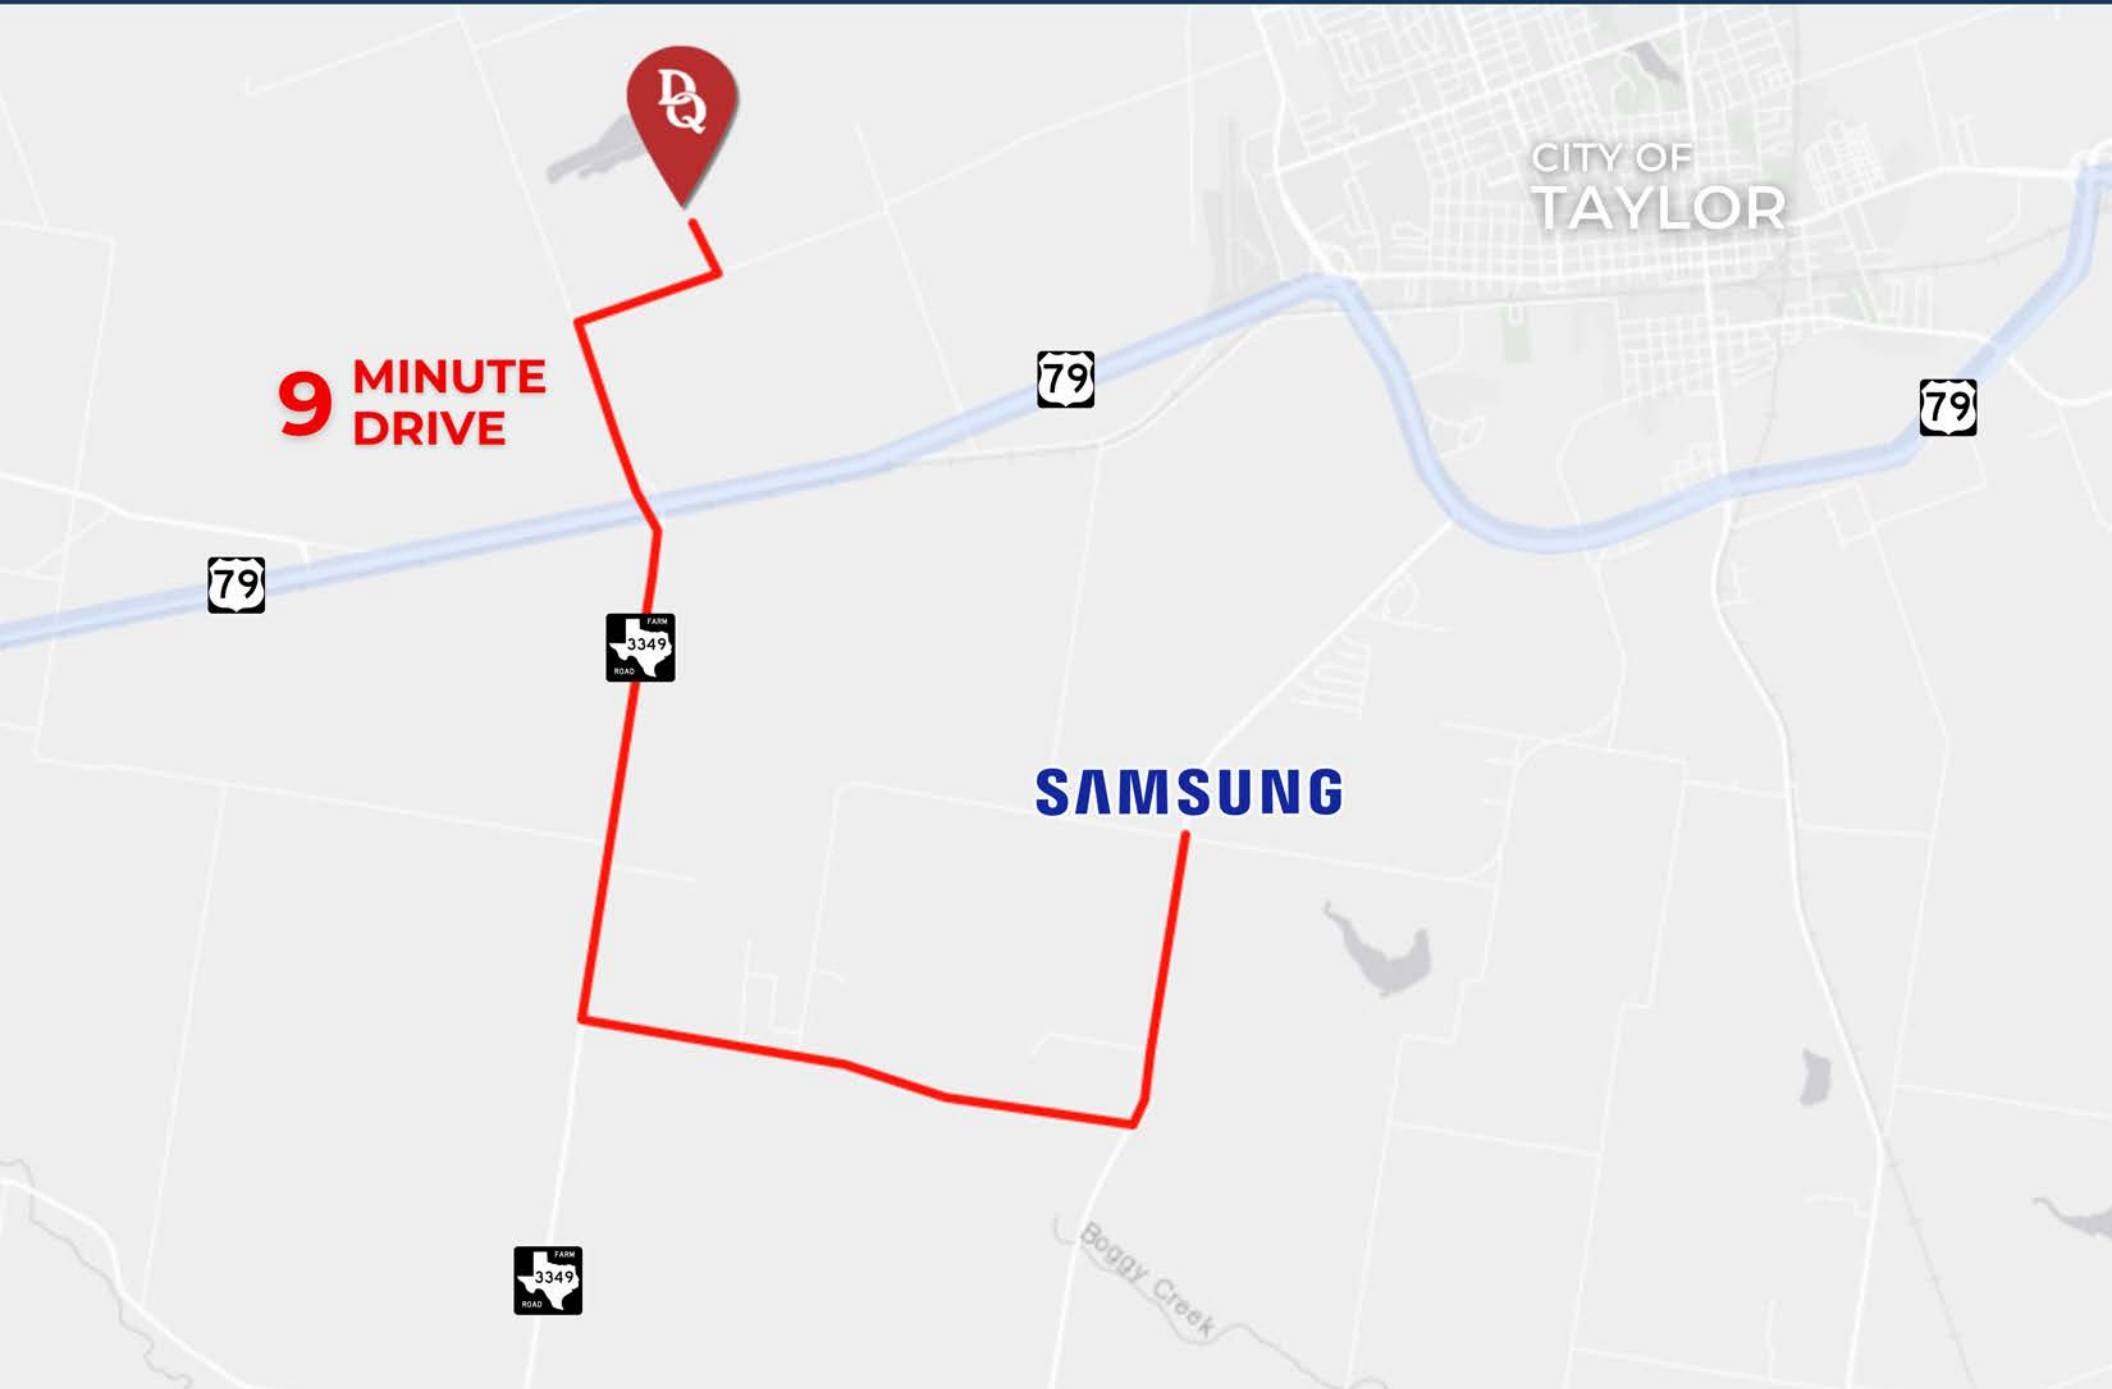 DQ
CITY OF
TAYLOR
9 MINUTE
DRIVE
79
79
79
FARM
3349
ROAD
SAMSUNG
Boggy Creek
FARM
3349
ROAD